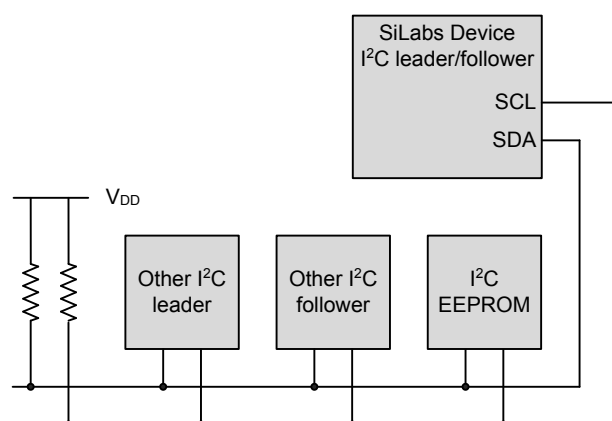 SiLabs Device
I²C leader/follower
SCL
SDA
VDD
Other I²C
leader
Other I²C
follower
I²C
EEPROM